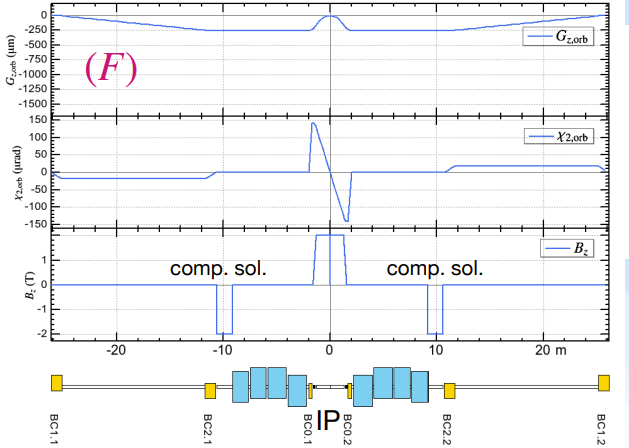 0
-250
-500
-750
-1000
-1250
-1500
G_z,orb (μm)
(F)
G_z,orb
150
100
50
0
-50
-100
-150
χ_2,orb (μrad)
χ_2,orb
1
0
-1
-2
B_z (T)
B_z
comp. sol. comp. sol.
-20 -10 0 10 20 m
IP
BC1.1 BC2.1 BC0.1 BC0.2 BC2.2 BC1.2